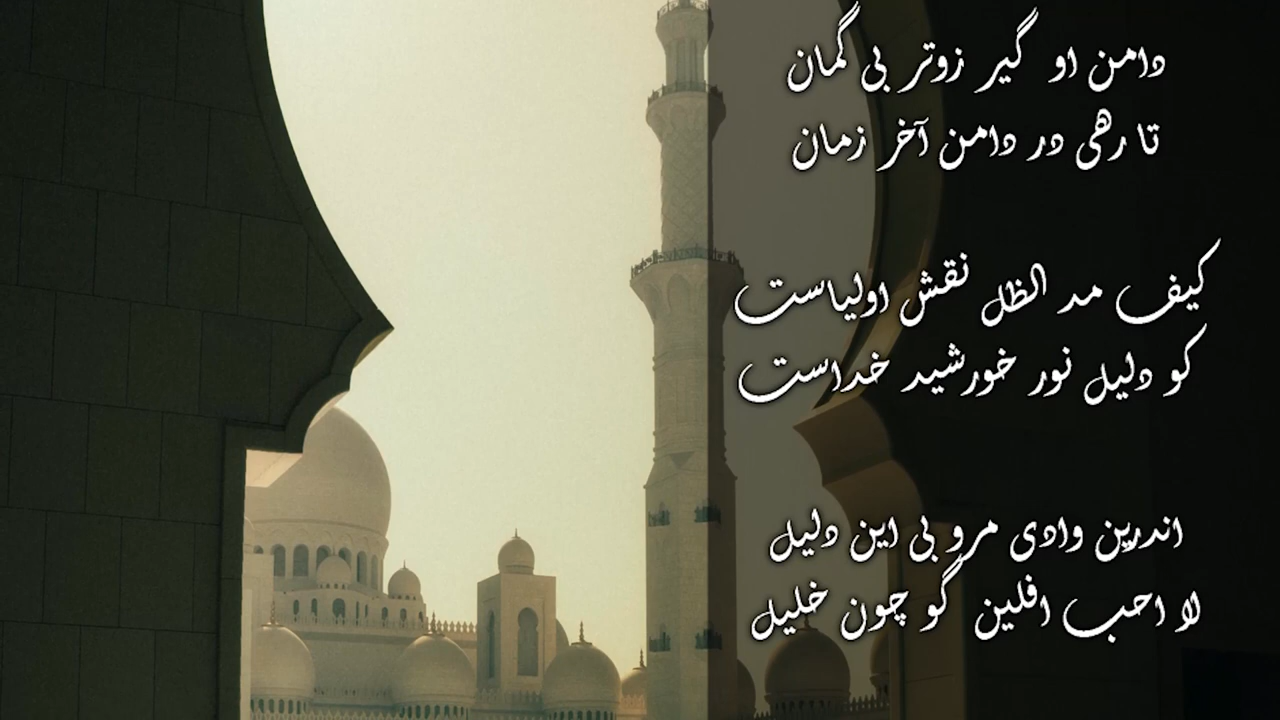 دامن او گیر زوتر بی گمان
تا رهی در دامن آخر زمان
کیف مد الظل نقش اولیاست
کو دلیل نور خورشید خداست
اندرین وادی مرو بی این دلیل
لا احب افلین گو چون خلیل